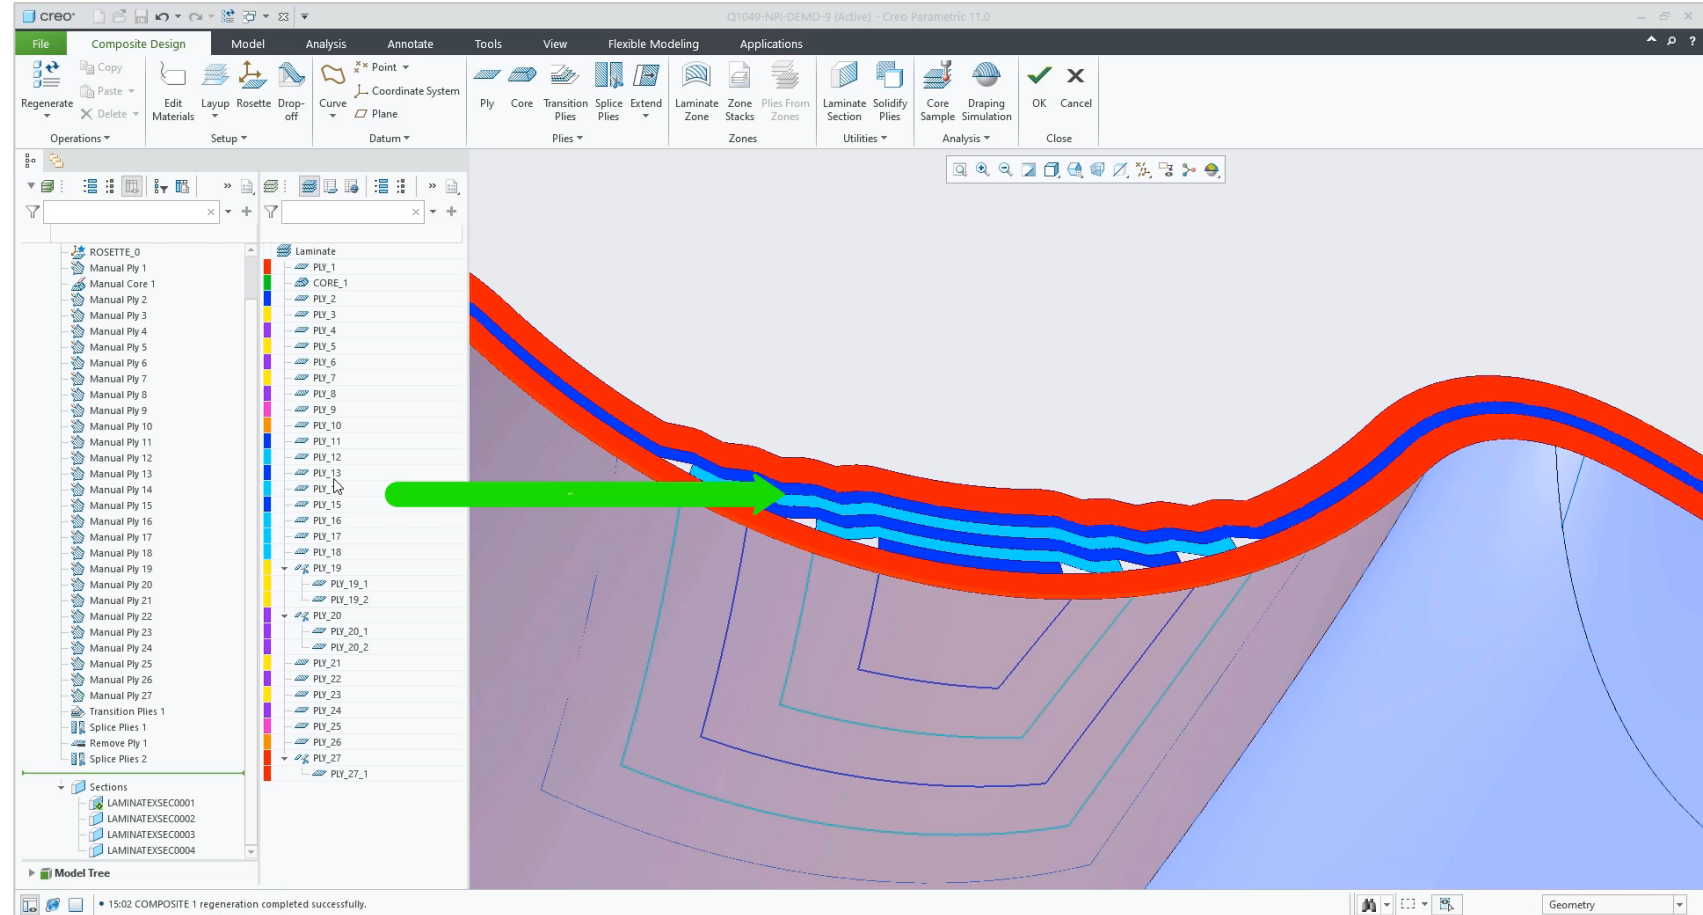 creo®
Q1049-NPI-DEMO-9 (Active) - Creo Parametric 11.0
File Composite Design Model Analysis Annotate Tools View Flexible Modeling Applications
Regenerate
Copy
Paste
Delete
Operations
Edit Materials
Layup
Rosette
Drop-off
Setup
Curve
Point
Coordinate System
Plane
Datum
Ply
Core
Transition Plies
Splice Plies
Extend
Plies
Laminate Zone
Zone Stacks
Plies From Zones
Zones
Laminate Section
Solidify Plies
Utilities
Core Sample
Draping Simulation
Analysis
OK
Cancel
Close
ROSETTE_0
Manual Ply 1
Manual Core 1
Manual Ply 2
Manual Ply 3
Manual Ply 4
Manual Ply 5
Manual Ply 6
Manual Ply 7
Manual Ply 8
Manual Ply 9
Manual Ply 10
Manual Ply 11
Manual Ply 12
Manual Ply 13
Manual Ply 14
Manual Ply 15
Manual Ply 16
Manual Ply 17
Manual Ply 18
Manual Ply 19
Manual Ply 20
Manual Ply 21
Manual Ply 22
Manual Ply 23
Manual Ply 24
Manual Ply 25
Manual Ply 26
Manual Ply 27
Transition Plies 1
Splice Plies 1
Remove Ply 1
Splice Plies 2
Sections
LAMINATEXSEC0001
LAMINATEXSEC0002
LAMINATEXSEC0003
LAMINATEXSEC0004
Model Tree
Laminate
PLY_1
CORE_1
PLY_2
PLY_3
PLY_4
PLY_5
PLY_6
PLY_7
PLY_8
PLY_9
PLY_10
PLY_11
PLY_12
PLY_13
PLY_15
PLY_16
PLY_17
PLY_18
PLY_19
PLY_19_1
PLY_19_2
PLY_20
PLY_20_1
PLY_20_2
PLY_21
PLY_22
PLY_23
PLY_24
PLY_25
PLY_26
PLY_27
PLY_27_1
• 15:02 COMPOSITE 1 regeneration completed successfully.
Geometry